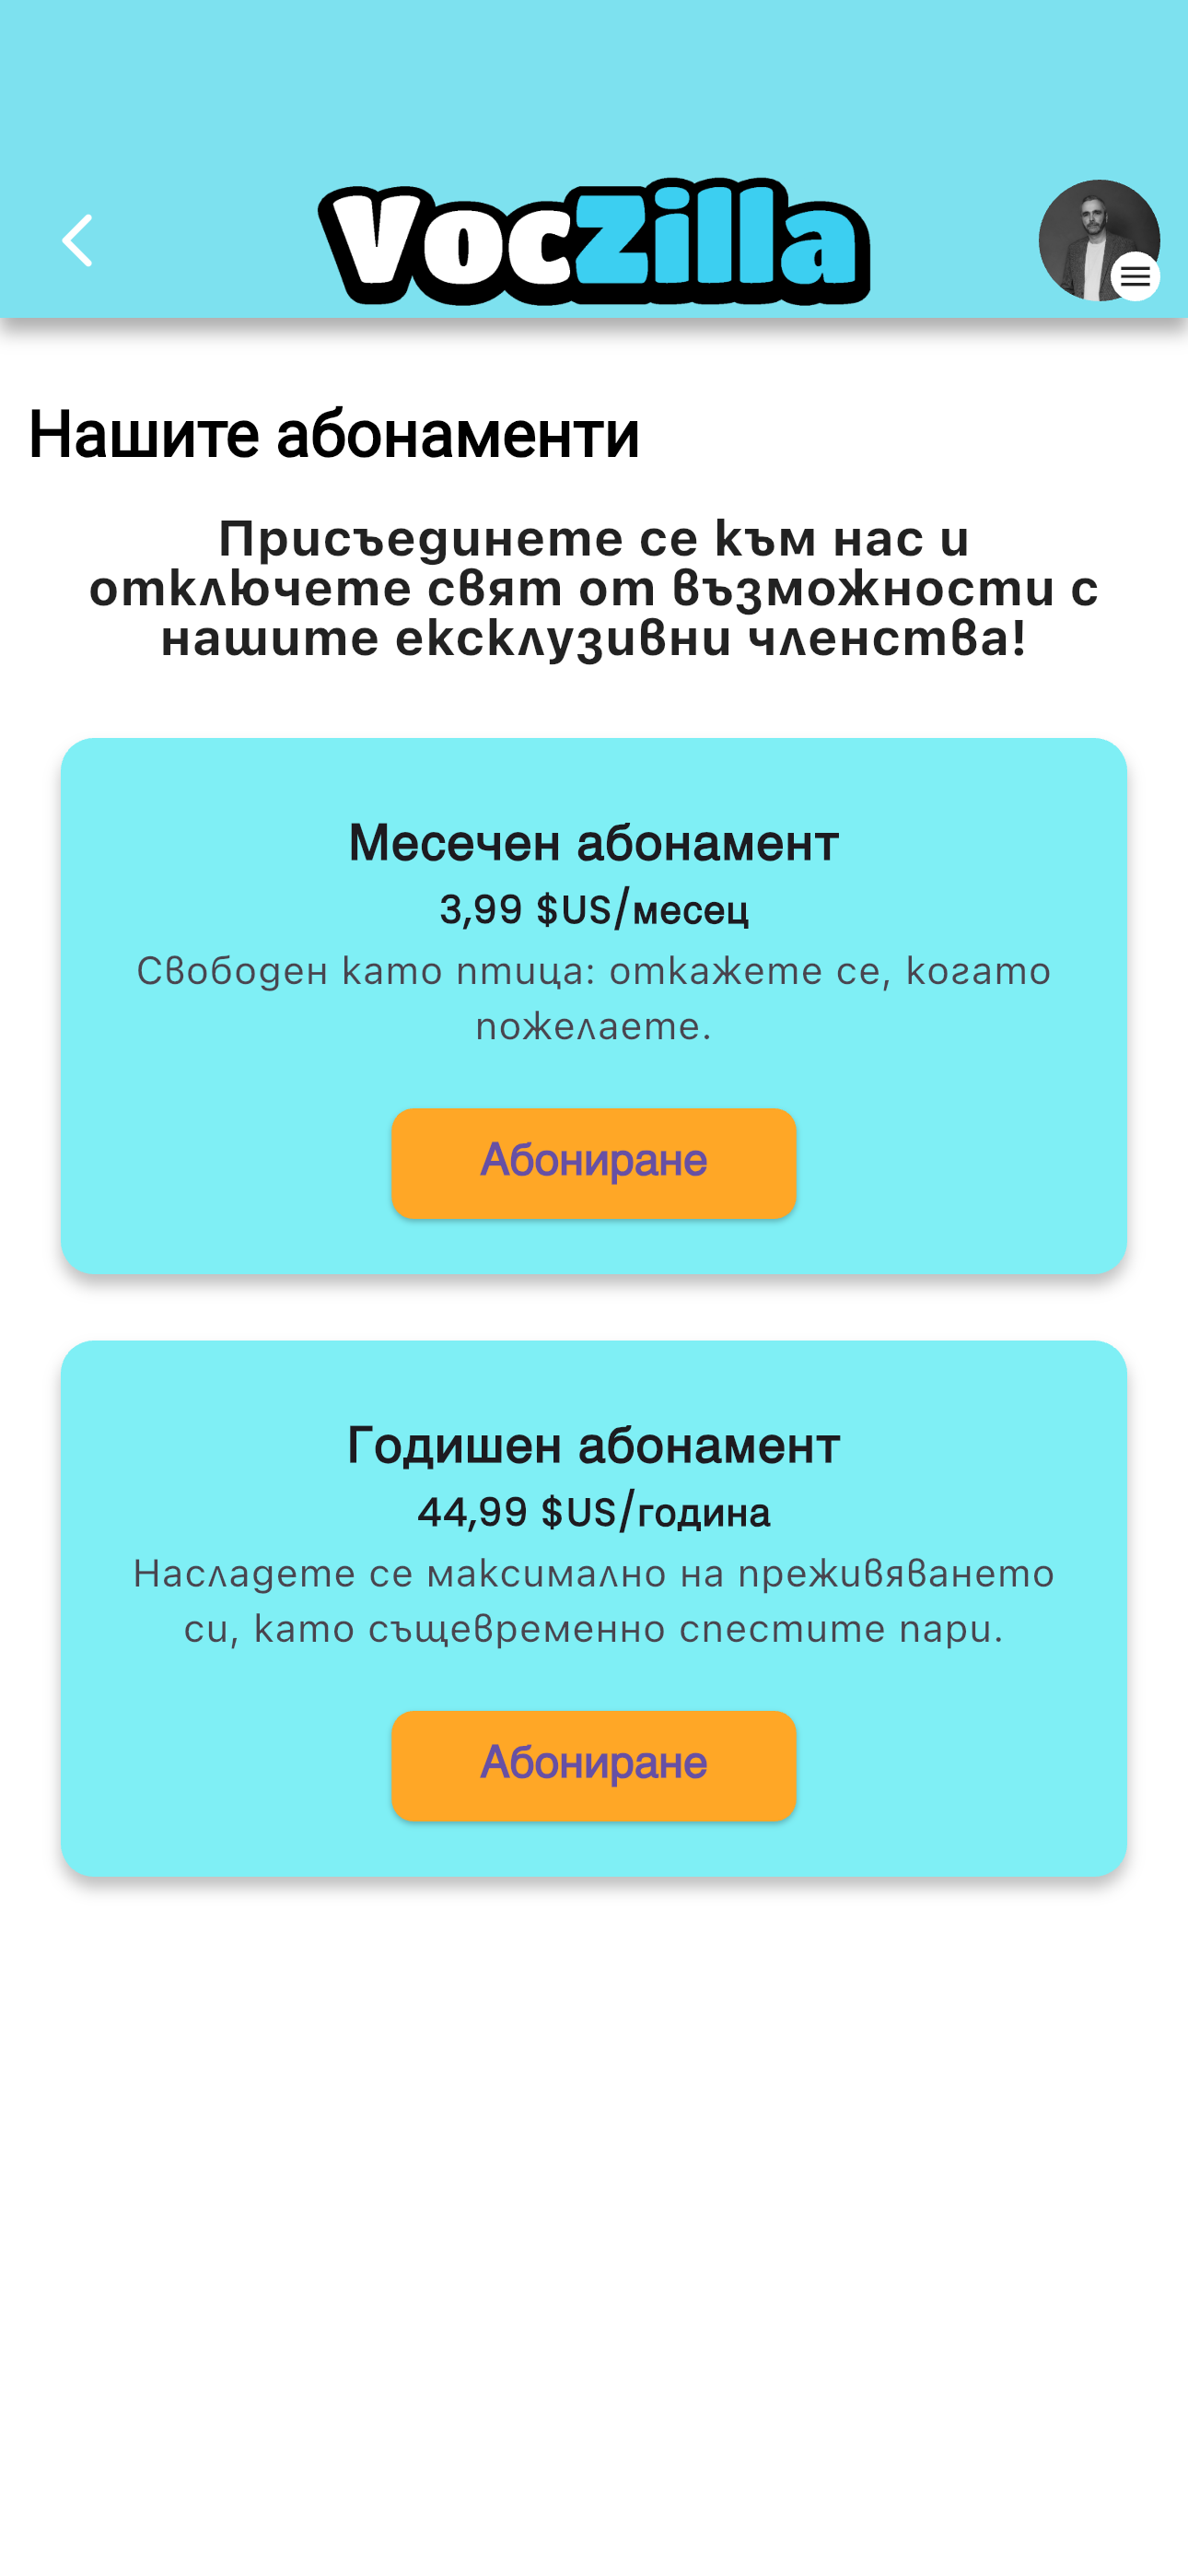 VocZilla
Нашите абонаменти
Присъединете се към нас и
отключете свят от възможности с
нашите ексклузивни членства!
Месечен абонамент
3,99 $US/месец
Свободен като птица: откажете се, когато
пожелаете.
Абониране
Годишен абонамент
44,99 $US/година
Насладете се максимално на преживяването
си, като същевременно спестите пари.
Абониране